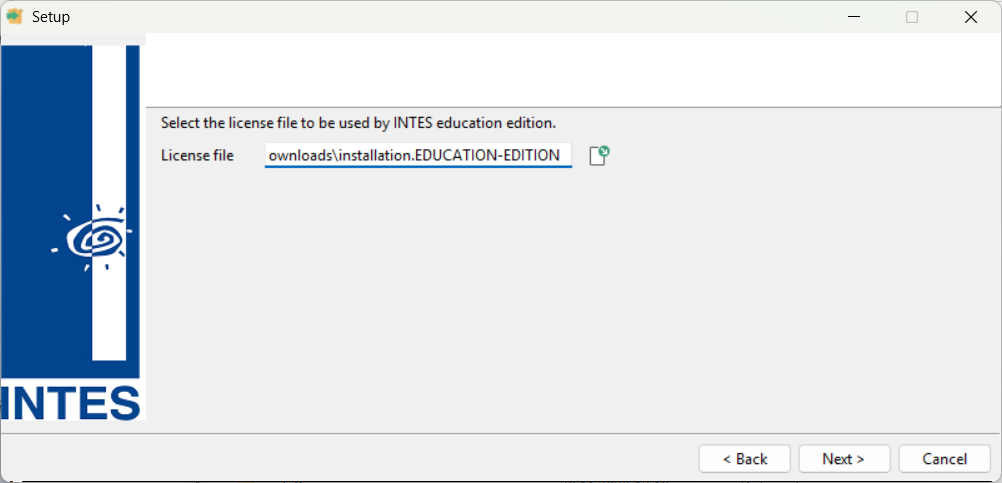 Setup
Select the license file to be used by INTES education edition.
License file ownloads\installation.EDUCATION-EDITION
INTES
< Back Next > Cancel